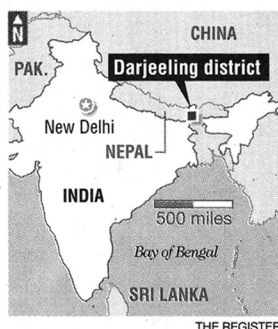 N
CHINA
PAK.
Darjeeling district
New Delhi
NEPAL
INDIA
500 miles
Bay of Bengal
SRI LANKA
THE REGISTER